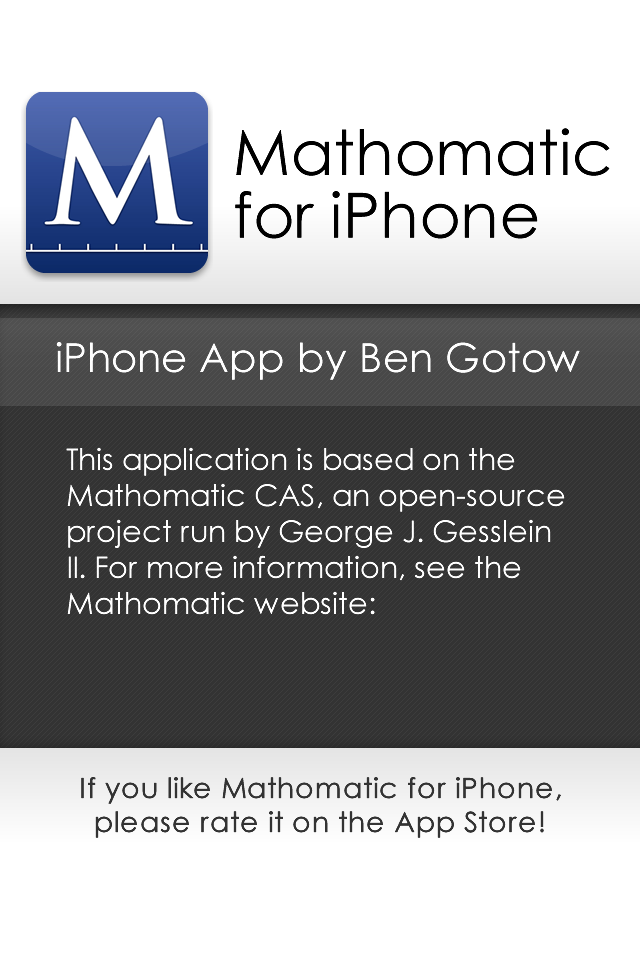 M
Mathomatic
for iPhone
iPhone App by Ben Gotow
This application is based on the
Mathomatic CAS, an open-source
project run by George J. Gesslein
II. For more information, see the
Mathomatic website:
If you like Mathomatic for iPhone,
please rate it on the App Store!